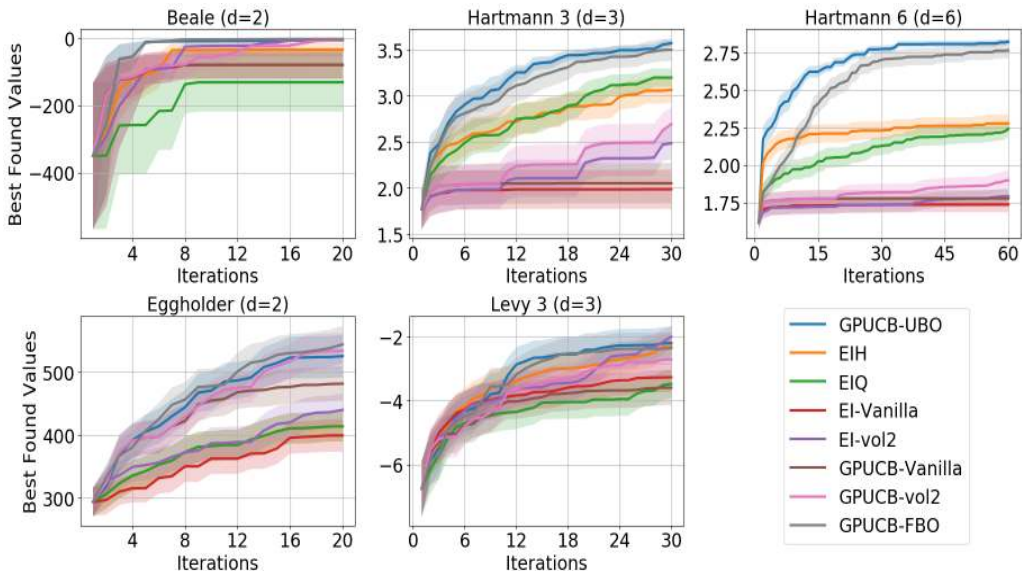 Beale (d=2)
Hartmann 3 (d=3)
Hartmann 6 (d=6)
Best Found Values
0
−200
−400
4 8 12 16 20
Iterations
3.5
3.0
2.5
2.0
1.5
0 6 12 18 24 30
Iterations
2.75
2.50
2.25
2.00
1.75
0 15 30 45 60
Iterations
Eggholder (d=2)
Levy 3 (d=3)
Best Found Values
500
400
300
4 8 12 16 20
Iterations
−2
−4
−6
0 6 12 18 24 30
Iterations
GPUCB-UBO
EIH
EIQ
EI-Vanilla
EI-vol2
GPUCB-Vanilla
GPUCB-vol2
GPUCB-FBO